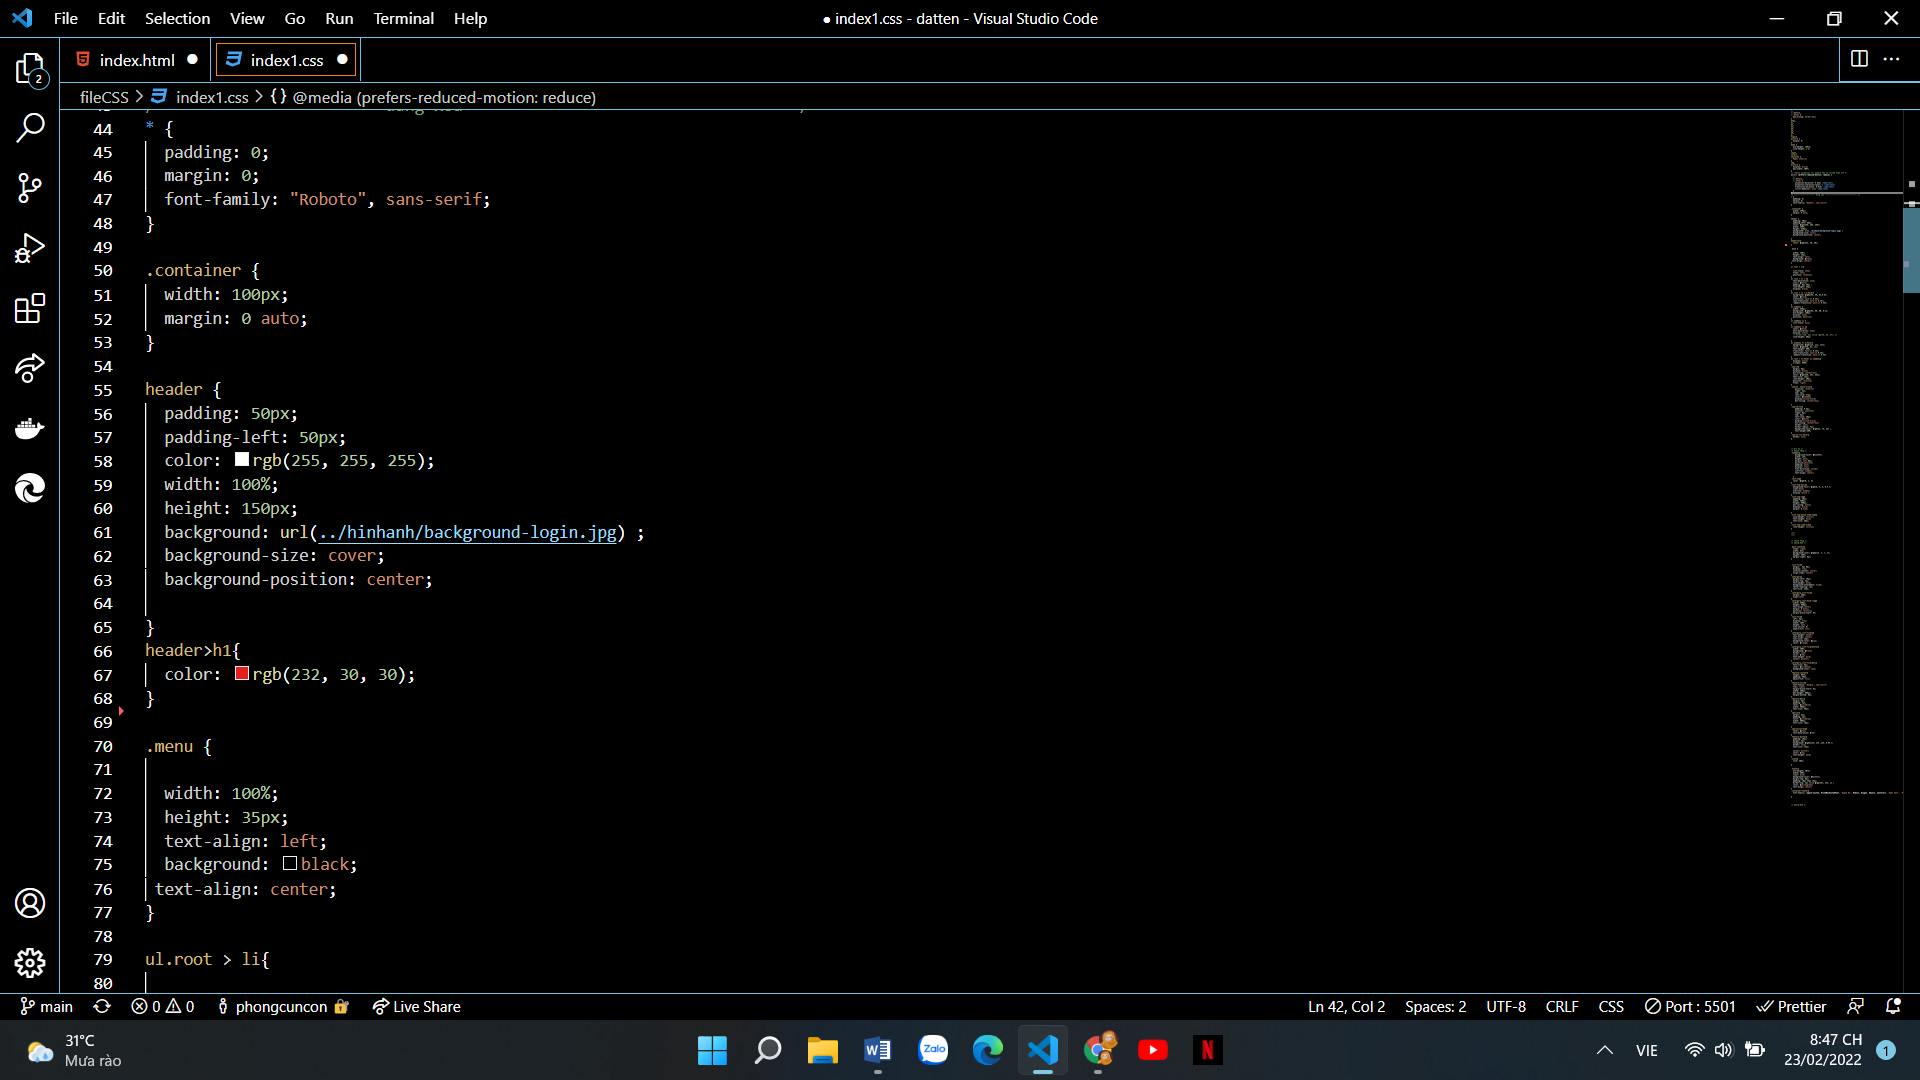 File Edit Selection View Go Run Terminal Help
● index1.css - datten - Visual Studio Code
index.html ●
index1.css ●
2
fileCSS > index1.css > {} @media (prefers-reduced-motion: reduce)
44 * {
45 padding: 0;
46 margin: 0;
47 font-family: "Roboto", sans-serif;
48 }
49
50 .container {
51 width: 100px;
52 margin: 0 auto;
53 }
54
55 header {
56 padding: 50px;
57 padding-left: 50px;
58 color: rgb(255, 255, 255);
59 width: 100%;
60 height: 150px;
61 background: url(../hinhanh/background-login.jpg) ;
62 background-size: cover;
63 background-position: center;
64
65 }
66 header>h1{
67 color: rgb(232, 30, 30);
68 }
69
70 .menu {
71
72 width: 100%;
73 height: 35px;
74 text-align: left;
75 background: black;
76 text-align: center;
77 }
78
79 ul.root > li{
80
main 0 0 phongcuncon Live Share
Ln 42, Col 2 Spaces: 2 UTF-8 CRLF CSS Port : 5501 Prettier
31°C
Mưa rào
Zalo
VIE
8:47 CH
23/02/2022
1